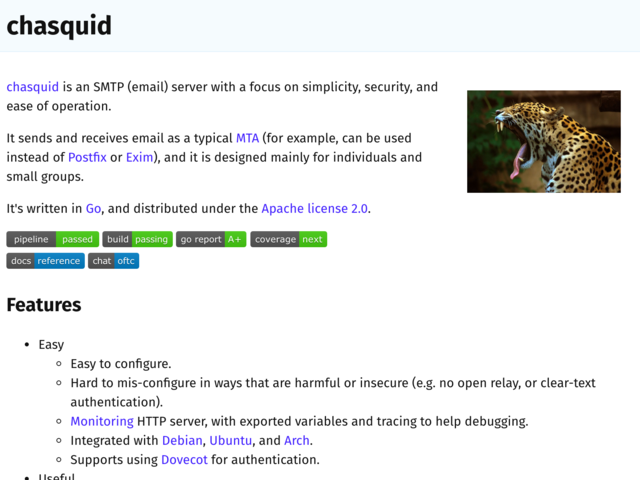 chasquid
chasquid is an SMTP (email) server with a focus on simplicity, security, and
ease of operation.
It sends and receives email as a typical MTA (for example, can be used
instead of Postfix or Exim), and it is designed mainly for individuals and
small groups.
It's written in Go, and distributed under the Apache license 2.0.
pipeline passed build passing go report A+ coverage next
docs reference chat oftc
Features
• Easy
◦ Easy to configure.
◦ Hard to mis-configure in ways that are harmful or insecure (e.g. no open relay, or clear-text
authentication).
◦ Monitoring HTTP server, with exported variables and tracing to help debugging.
◦ Integrated with Debian, Ubuntu, and Arch.
◦ Supports using Dovecot for authentication.
• Useful